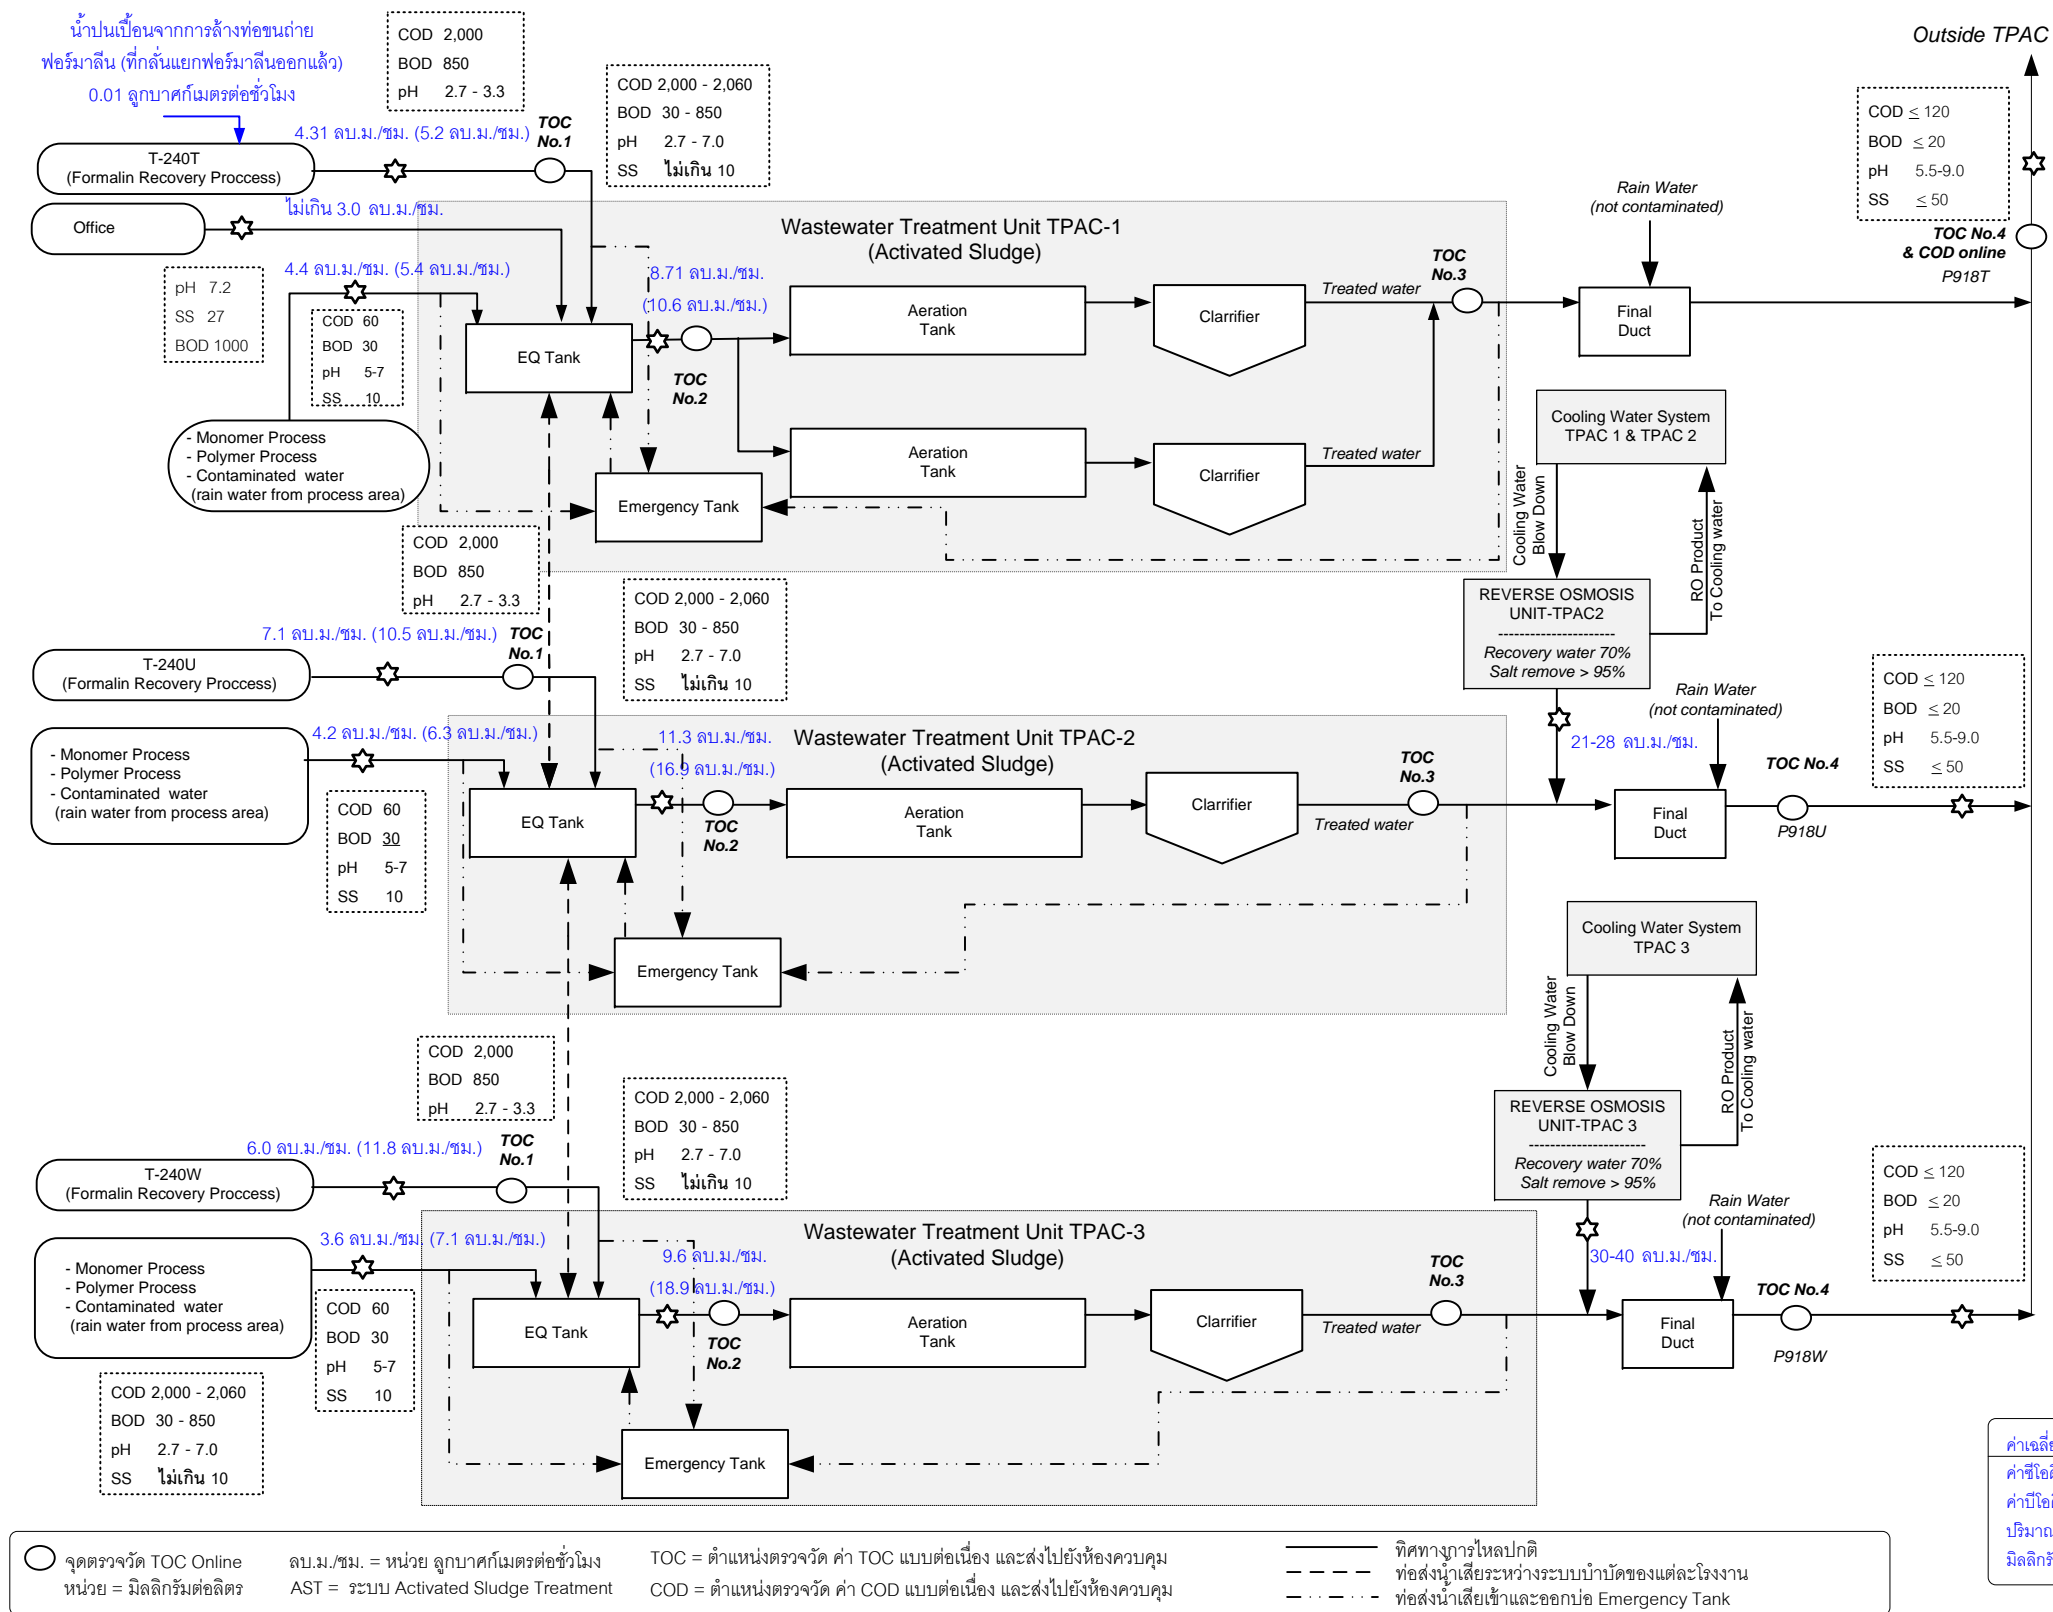 น้ำปนเปื้อนจากการล้างท่อขนถ่าย
ฟอร์มาลีน (ที่กลั่นแยกฟอร์มาลีนออกแล้ว)
0.01 ลูกบาศก์เมตรต่อชั่วโมง
COD 2,000
BOD 850
pH 2.7 - 3.3
COD 2,000 - 2,060
BOD 30 - 850
pH 2.7 - 7.0
SS ไม่เกิน 10
Outside TPAC
COD ≤ 120
BOD ≤ 20
pH 5.5-9.0
SS ≤ 50
4.31 ลบ.ม./ชม. (5.2 ลบ.ม./ชม.)
TOC
No.1
T-240T
(Formalin Recovery Proccess)
ไม่เกิน 3.0 ลบ.ม./ชม.
Office
Rain Water
(not contaminated)
TOC No.4
& COD online
P918T
Wastewater Treatment Unit TPAC-1
(Activated Sludge)
4.4 ลบ.ม./ชม. (5.4 ลบ.ม./ชม.)
pH 7.2
SS 27
BOD 1000
COD 60
BOD 30
pH 5-7
SS 10
8.71 ลบ.ม./ชม.
(10.6 ลบ.ม./ชม.)
TOC
No.2
EQ Tank
Aeration
Tank
Clarrifier
Treated water
TOC
No.3
Final
Duct
- Monomer Process
- Polymer Process
- Contaminated water
(rain water from process area)
Emergency Tank
Aeration
Tank
Clarrifier
Treated water
Cooling Water System
TPAC 1 & TPAC 2
Cooling Water
Blow Down
RO Product
To Cooling water
REVERSE OSMOSIS
UNIT-TPAC2
-----------------------
Recovery water 70%
Salt remove > 95%
COD 2,000
BOD 850
pH 2.7 - 3.3
COD 2,000 - 2,060
BOD 30 - 850
pH 2.7 - 7.0
SS ไม่เกิน 10
7.1 ลบ.ม./ชม. (10.5 ลบ.ม./ชม.)
TOC
No.1
T-240U
(Formalin Recovery Proccess)
4.2 ลบ.ม./ชม. (6.3 ลบ.ม./ชม.)
- Monomer Process
- Polymer Process
- Contaminated water
(rain water from process area)
COD 60
BOD 30
pH 5-7
SS 10
Wastewater Treatment Unit TPAC-2
(Activated Sludge)
11.3 ลบ.ม./ชม.
(16.9 ลบ.ม./ชม.)
TOC
No.2
EQ Tank
Aeration
Tank
Clarrifier
Treated water
TOC
No.3
Emergency Tank
21-28 ลบ.ม./ชม.
Rain Water
(not contaminated)
Final
Duct
TOC No.4
P918U
COD ≤ 120
BOD ≤ 20
pH 5.5-9.0
SS ≤ 50
Cooling Water System
TPAC 3
Cooling Water
Blow Down
RO Product
To Cooling water
REVERSE OSMOSIS
UNIT-TPAC 3
-----------------------
Recovery water 70%
Salt remove > 95%
COD 2,000
BOD 850
pH 2.7 - 3.3
COD 2,000 - 2,060
BOD 30 - 850
pH 2.7 - 7.0
SS ไม่เกิน 10
6.0 ลบ.ม./ชม. (11.8 ลบ.ม./ชม.)
TOC
No.1
T-240W
(Formalin Recovery Proccess)
3.6 ลบ.ม./ชม. (7.1 ลบ.ม./ชม.)
- Monomer Process
- Polymer Process
- Contaminated water
(rain water from process area)
COD 60
BOD 30
pH 5-7
SS 10
COD 2,000 - 2,060
BOD 30 - 850
pH 2.7 - 7.0
SS ไม่เกิน 10
Wastewater Treatment Unit TPAC-3
(Activated Sludge)
9.6 ลบ.ม./ชม.
(18.9 ลบ.ม./ชม.)
TOC
No.2
EQ Tank
Aeration
Tank
Clarrifier
Treated water
TOC
No.3
Emergency Tank
30-40 ลบ.ม./ชม.
Rain Water
(not contaminated)
Final
Duct
TOC No.4
P918W
COD ≤ 120
BOD ≤ 20
pH 5.5-9.0
SS ≤ 50
ปริมาณ
จุดตรวจวัด TOC Online
หน่วย = มิลลิกรัมต่อลิตร
ลบ.ม./ชม. = หน่วย ลูกบาศก์เมตรต่อชั่วโมง
AST = ระบบ Activated Sludge Treatment
TOC = ตำแหน่งตรวจวัด ค่า TOC แบบต่อเนื่อง และส่งไปยังห้องควบคุม
COD = ตำแหน่งตรวจวัด ค่า COD แบบต่อเนื่อง และส่งไปยังห้องควบคุม
ทิศทางการไหลปกติ
ท่อส่งน้ำเสียระหว่างระบบบำบัดของแต่ละโรงงาน
ท่อส่งน้ำเสียเข้าและออกบ่อ Emergency Tank